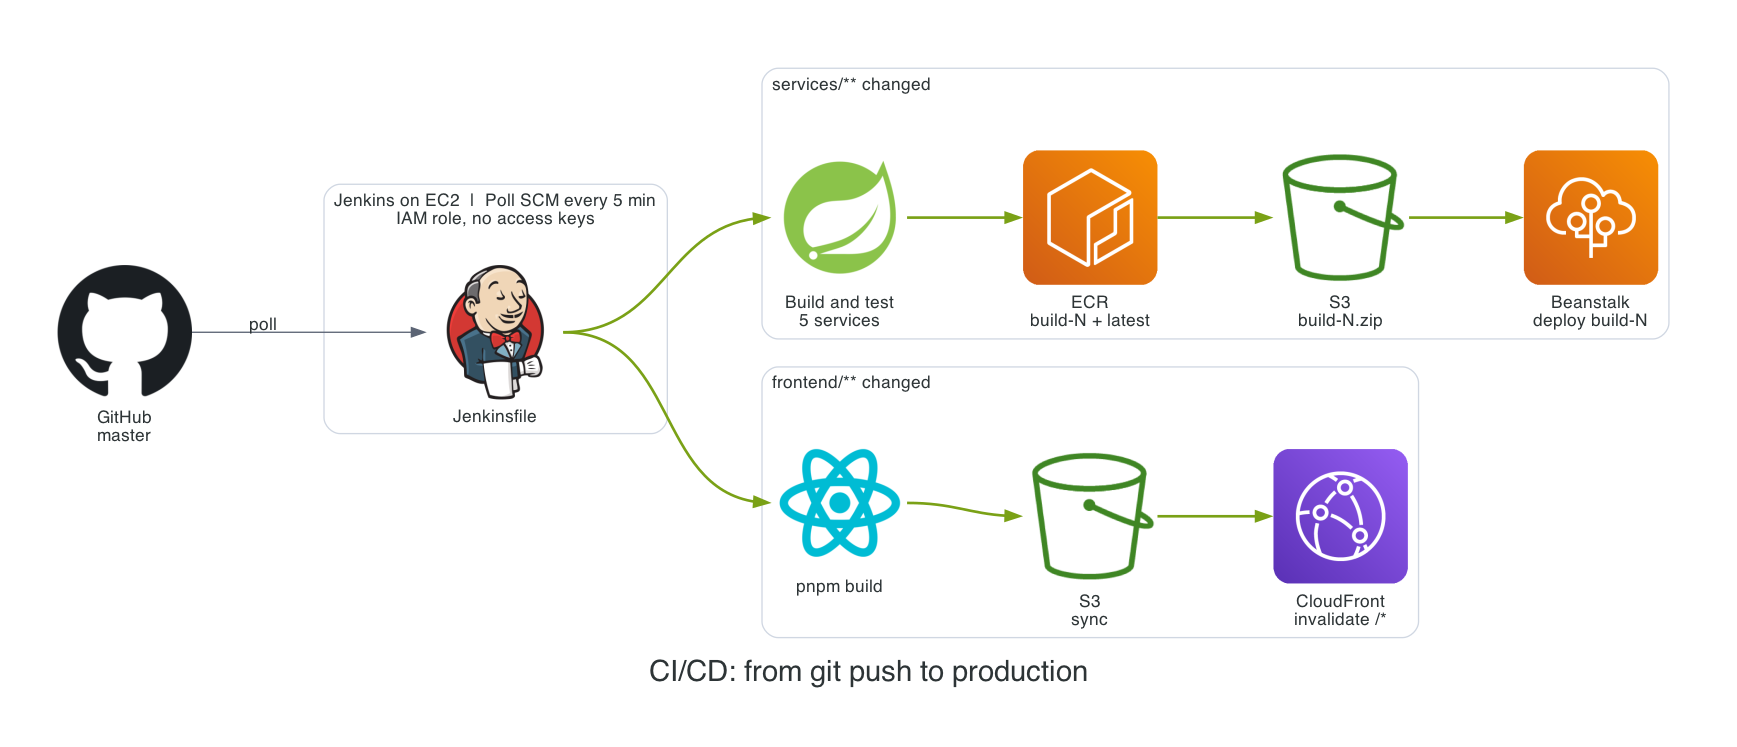 services/** changed
Jenkins on EC2 | Poll SCM every 5 min
IAM role, no access keys
poll
GitHub
master
Jenkinsfile
Build and test
5 services
ECR
build-N + latest
S3
build-N.zip
Beanstalk
deploy build-N
frontend/** changed
pnpm build
S3
sync
CloudFront
invalidate /*
CI/CD: from git push to production